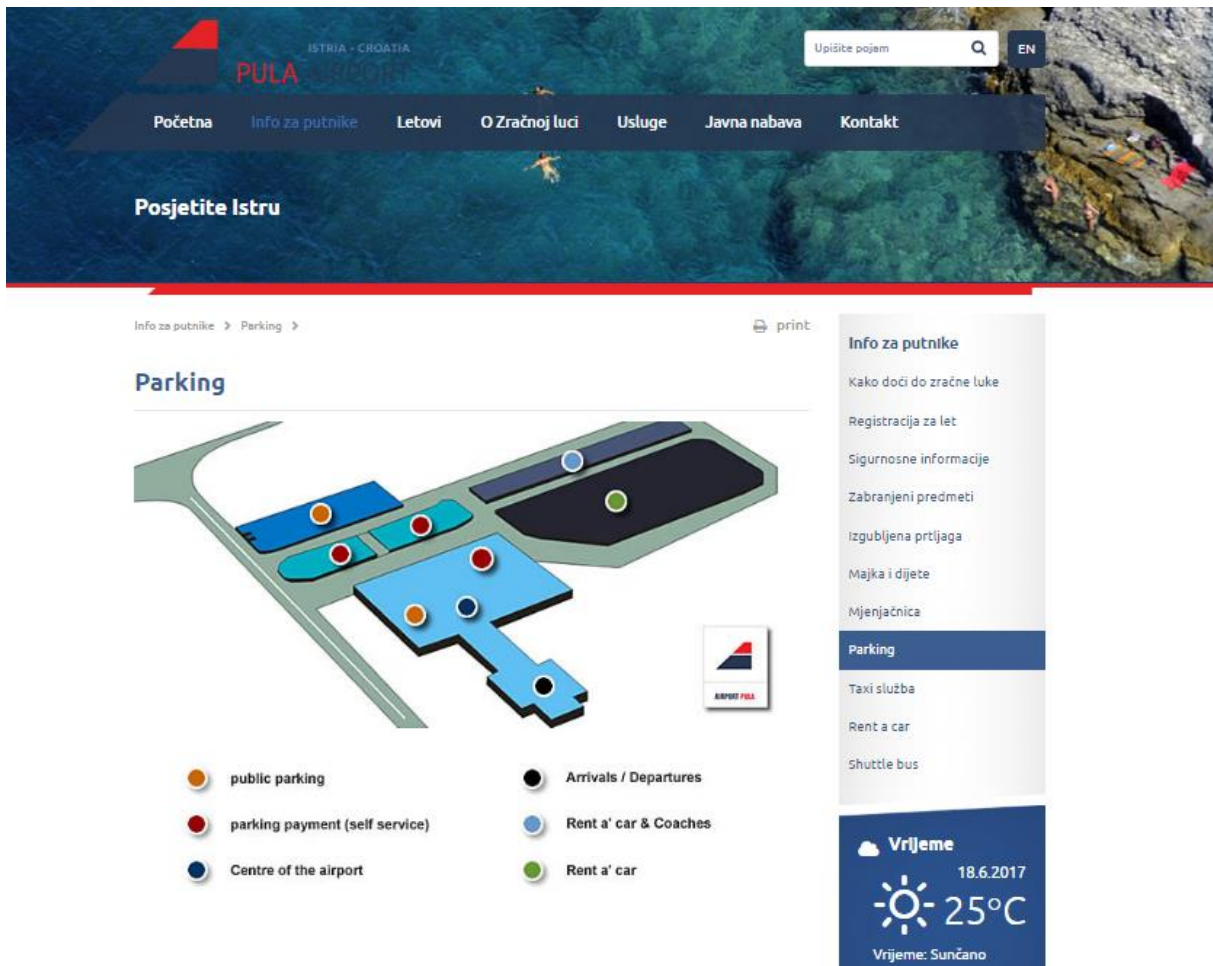 ISTRIA - CROATIA
PULA AIRPORT
Upišite pojam
EN
Početna
Info za putnike
Letovi
O Zračnoj luci
Usluge
Javna nabava
Kontakt
Posjetite Istru
Info za putnike > Parking >
print
Parking
AIRPORT PULA
public parking
parking payment (self service)
Centre of the airport
Arrivals / Departures
Rent a' car & Coaches
Rent a' car
Info za putnike
Kako doći do zračne luke
Registracija za let
Sigurnosne informacije
Zabranjeni predmeti
Izgubljena prtljaga
Majka i dijete
Mjenjačnica
Parking
Taxi služba
Rent a car
Shuttle bus
Vrijeme
18.6.2017
25°C
Vrijeme: Sunčano